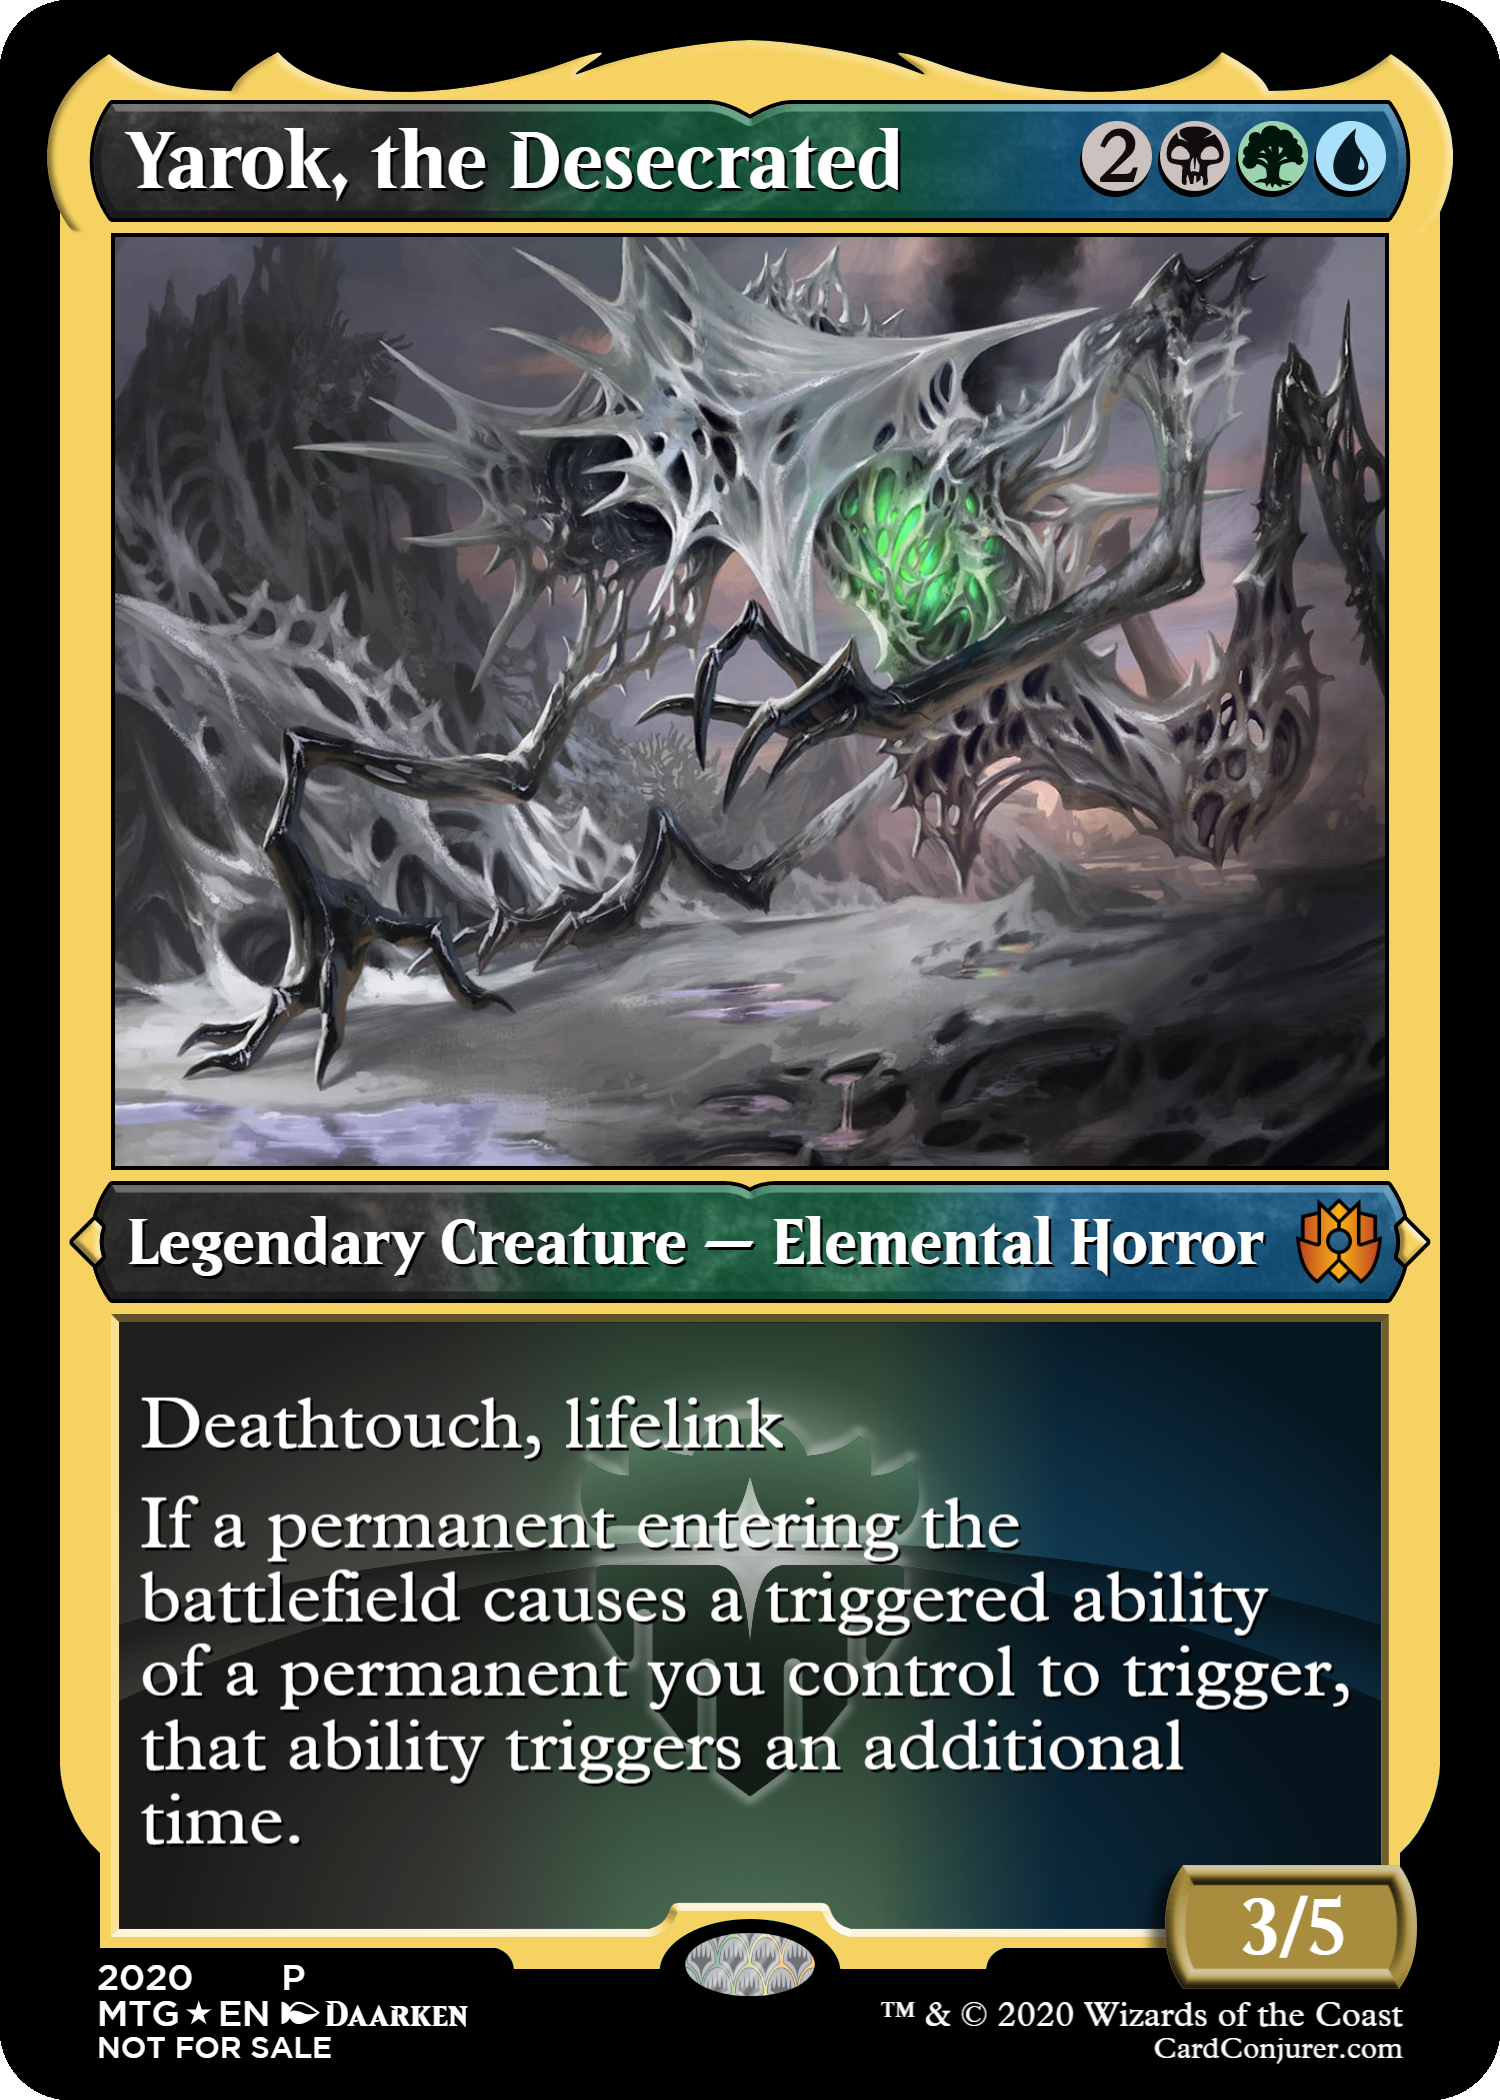 Yarok, the Desecrated
2
Legendary Creature — Elemental Horror
Deathtouch, lifelink
If a permanent entering the
battlefield causes a triggered ability
of a permanent you control to trigger,
that ability triggers an additional
time.
3/5
2020 P
MTG★EN DAARKEN
NOT FOR SALE
™ & © 2020 Wizards of the Coast
CardConjurer.com